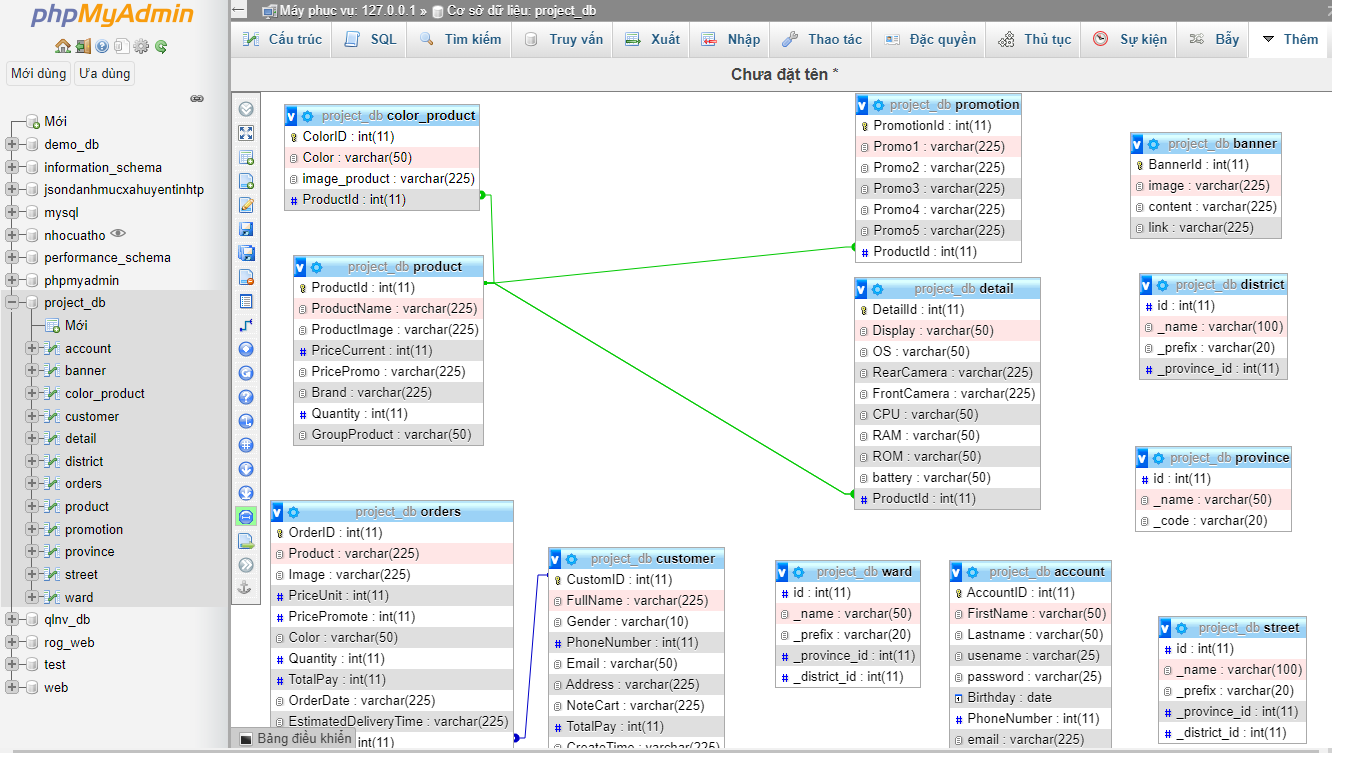 phpMyAdmin
Mới dùng
Ưa dùng
Mới
demo_db
information_schema
jsondanhmucxahuyentinhtp
mysql
nhocuatho
performance_schema
phpmyadmin
project_db
Mới
account
banner
color_product
customer
detail
district
orders
product
promotion
province
street
ward
qlnv_db
rog_web
test
web
Máy phục vụ: 127.0.0.1 » Cơ sở dữ liệu: project_db
Cấu trúc
SQL
Tìm kiếm
Truy vấn
Xuất
Nhập
Thao tác
Đặc quyền
Thủ tục
Sự kiện
Bẫy
Thêm
Chưa đặt tên *
project_db color_product
ColorID : int(11)
Color : varchar(50)
image_product : varchar(225)
ProductId : int(11)
project_db product
ProductId : int(11)
ProductName : varchar(225)
ProductImage : varchar(225)
PriceCurrent : int(11)
PricePromo : varchar(225)
Brand : varchar(225)
Quantity : int(11)
GroupProduct : varchar(50)
project_db orders
OrderID : int(11)
Product : varchar(225)
Image : varchar(225)
PriceUnit : int(11)
PricePromote : int(11)
Color : varchar(50)
Quantity : int(11)
TotalPay : int(11)
OrderDate : varchar(225)
EstimatedDeliveryTime : varchar(225)
int(11)
Bảng điều khiển
project_db customer
CustomID : int(11)
FullName : varchar(225)
Gender : varchar(10)
PhoneNumber : int(11)
Email : varchar(50)
Address : varchar(225)
NoteCart : varchar(225)
TotalPay : int(11)
CreateTime : varchar(225)
project_db promotion
PromotionId : int(11)
Promo1 : varchar(225)
Promo2 : varchar(225)
Promo3 : varchar(225)
Promo4 : varchar(225)
Promo5 : varchar(225)
ProductId : int(11)
project_db detail
DetailId : int(11)
Display : varchar(50)
OS : varchar(50)
RearCamera : varchar(225)
FrontCamera : varchar(225)
CPU : varchar(50)
RAM : varchar(50)
ROM : varchar(50)
battery : varchar(50)
ProductId : int(11)
project_db ward
id : int(11)
_name : varchar(50)
_prefix : varchar(20)
_province_id : int(11)
_district_id : int(11)
project_db account
AccountID : int(11)
FirstName : varchar(50)
Lastname : varchar(50)
usename : varchar(25)
password : varchar(25)
Birthday : date
PhoneNumber : int(11)
email : varchar(225)
project_db banner
BannerId : int(11)
image : varchar(225)
content : varchar(225)
link : varchar(225)
project_db district
id : int(11)
_name : varchar(100)
_prefix : varchar(20)
_province_id : int(11)
project_db province
id : int(11)
_name : varchar(50)
_code : varchar(20)
project_db street
id : int(11)
_name : varchar(100)
_prefix : varchar(20)
_province_id : int(11)
_district_id : int(11)